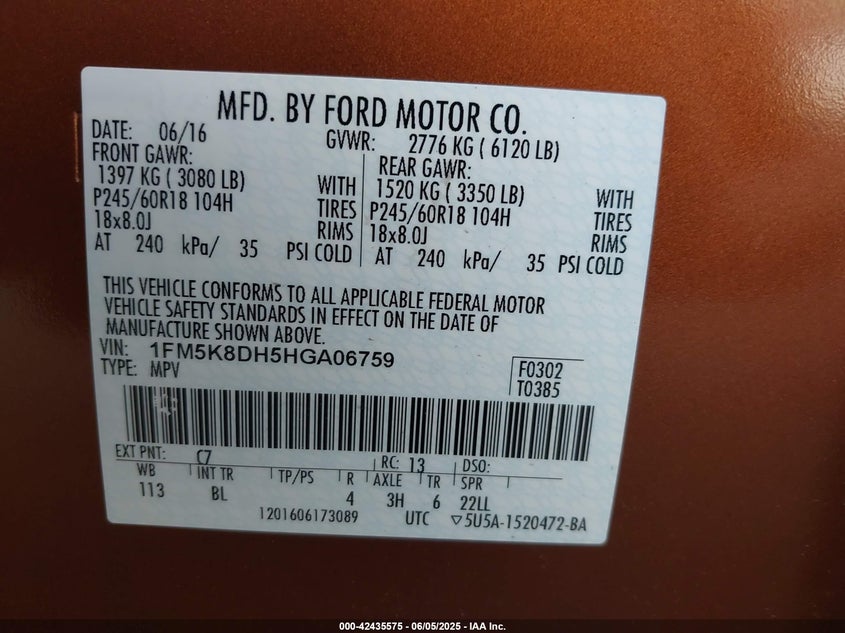 MFD. BY FORD MOTOR CO.
DATE: 06/16 GVWR: 2776 KG ( 6120 LB)
FRONT GAWR: REAR GAWR:
1397 KG ( 3080 LB) WITH 1520 KG ( 3350 LB) WITH
P245/60R18 104H TIRES P245/60R18 104H TIRES
18x8.0J RIMS 18x8.0J RIMS
AT 240 kPa/ 35 PSI COLD AT 240 kPa/ 35 PSI COLD
THIS VEHICLE CONFORMS TO ALL APPLICABLE FEDERAL MOTOR
VEHICLE SAFETY STANDARDS IN EFFECT ON THE DATE OF
MANUFACTURE SHOWN ABOVE.
VIN: 1FM5K8DH5HGA06759
TYPE: MPV
F0302
T0385
EXT PNT: C7 RC: 13 DSO:
WB INT TR TP/PS R AXLE TR SPR
113 BL 4 3H 6 22LL
1201606173089 UTC ▽5U5A-1520472-BA
000-42435575 - 06/05/2025 - IAA Inc.